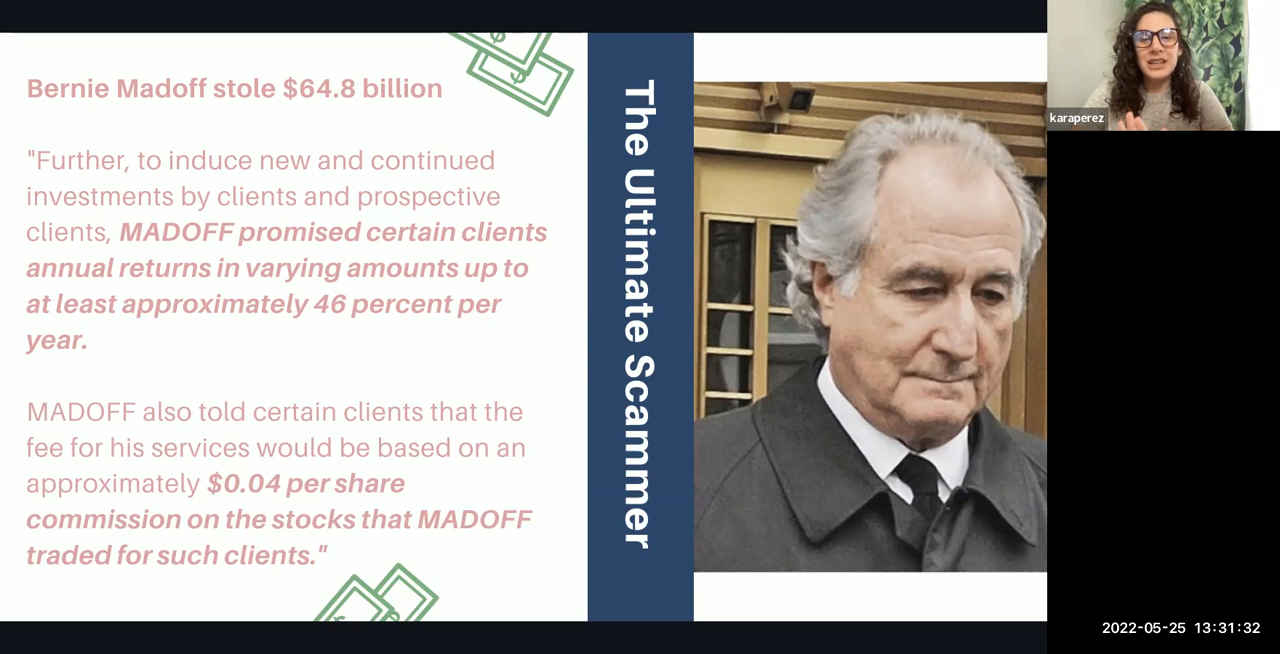 Bernie Madoff stole $64.8 billion
"Further, to induce new and continued
investments by clients and prospective
clients, MADOFF promised certain clients
annual returns in varying amounts up to
at least approximately 46 percent per
year.
MADOFF also told certain clients that the
fee for his services would be based on an
approximately $0.04 per share
commission on the stocks that MADOFF
traded for such clients."
$
$
$
$
The Ultimate Scammer
karaperez
2022-05-25 13:31:32